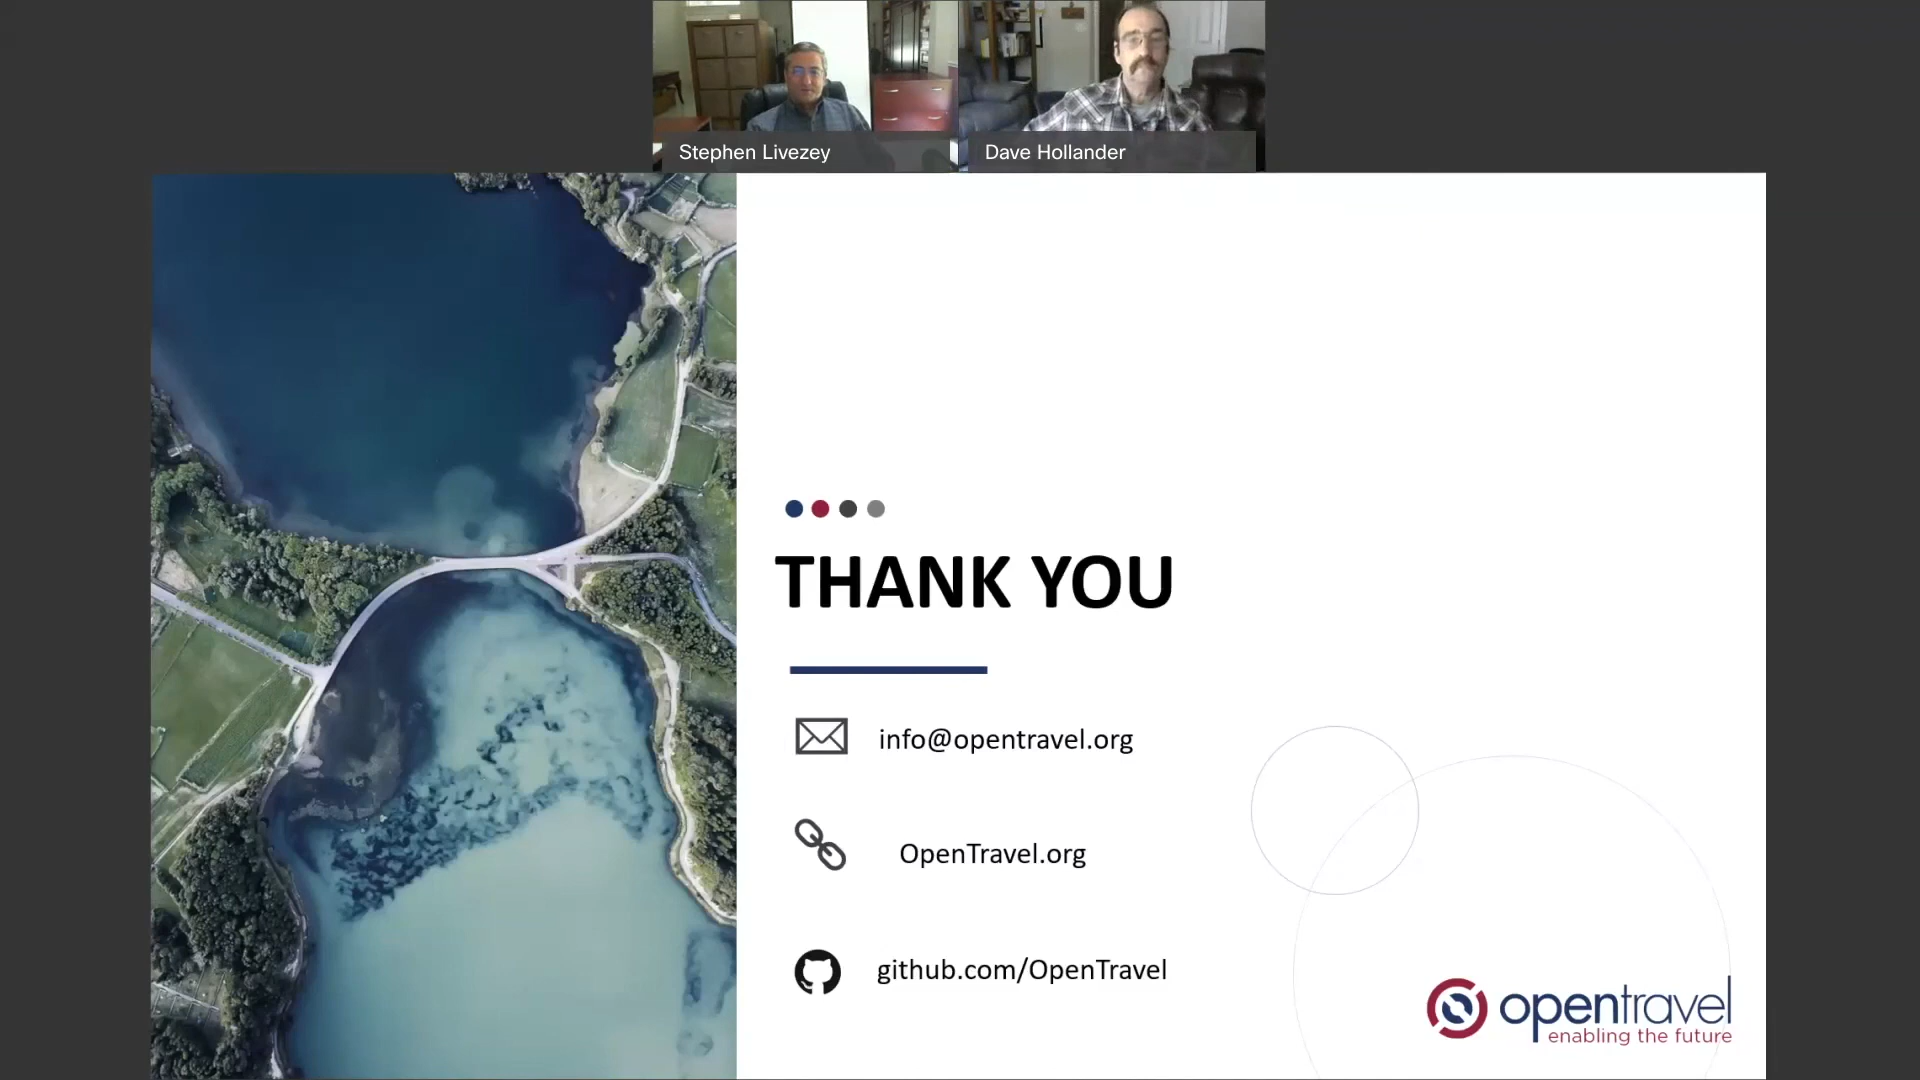 Stephen Livezey
Dave Hollander
THANK YOU
info@opentravel.org
OpenTravel.org
github.com/OpenTravel
opentravel
enabling the future